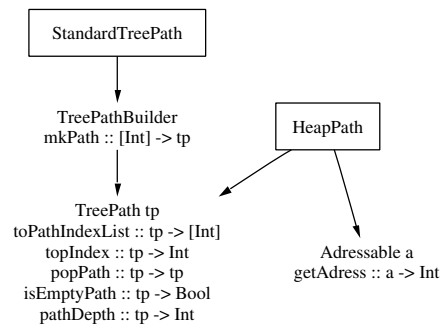 StandardTreePath
TreePathBuilder
mkPath :: [Int] -> tp
HeapPath
TreePath tp
toPathIndexList :: tp -> [Int]
topIndex :: tp -> Int
popPath :: tp -> tp
isEmptyPath :: tp -> Bool
pathDepth :: tp -> Int
Adressable a
getAdress :: a -> Int